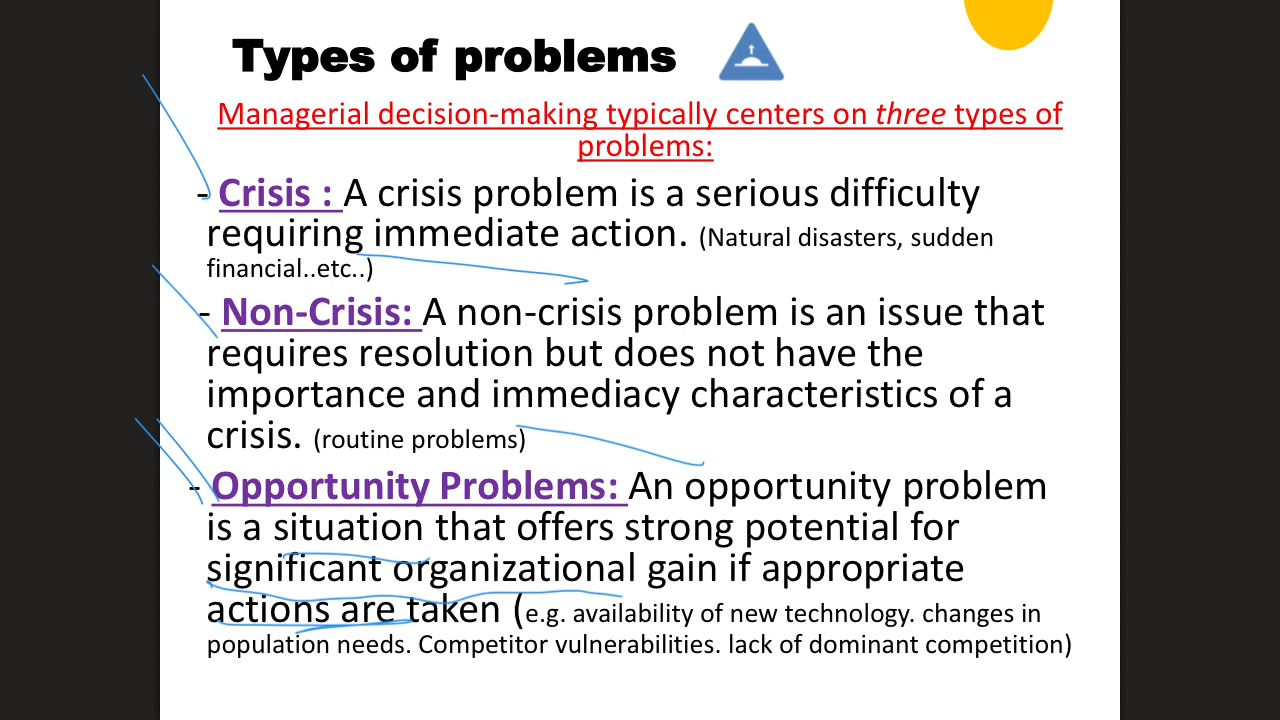 Types of problems
Managerial decision-making typically centers on three types of
problems:
- Crisis : A crisis problem is a serious difficulty
requiring immediate action. (Natural disasters, sudden
financial..etc..)
- Non-Crisis: A non-crisis problem is an issue that
requires resolution but does not have the
importance and immediacy characteristics of a
crisis. (routine problems)
- Opportunity Problems: An opportunity problem
is a situation that offers strong potential for
significant organizational gain if appropriate
actions are taken (e.g. availability of new technology. changes in
population needs. Competitor vulnerabilities. lack of dominant competition)